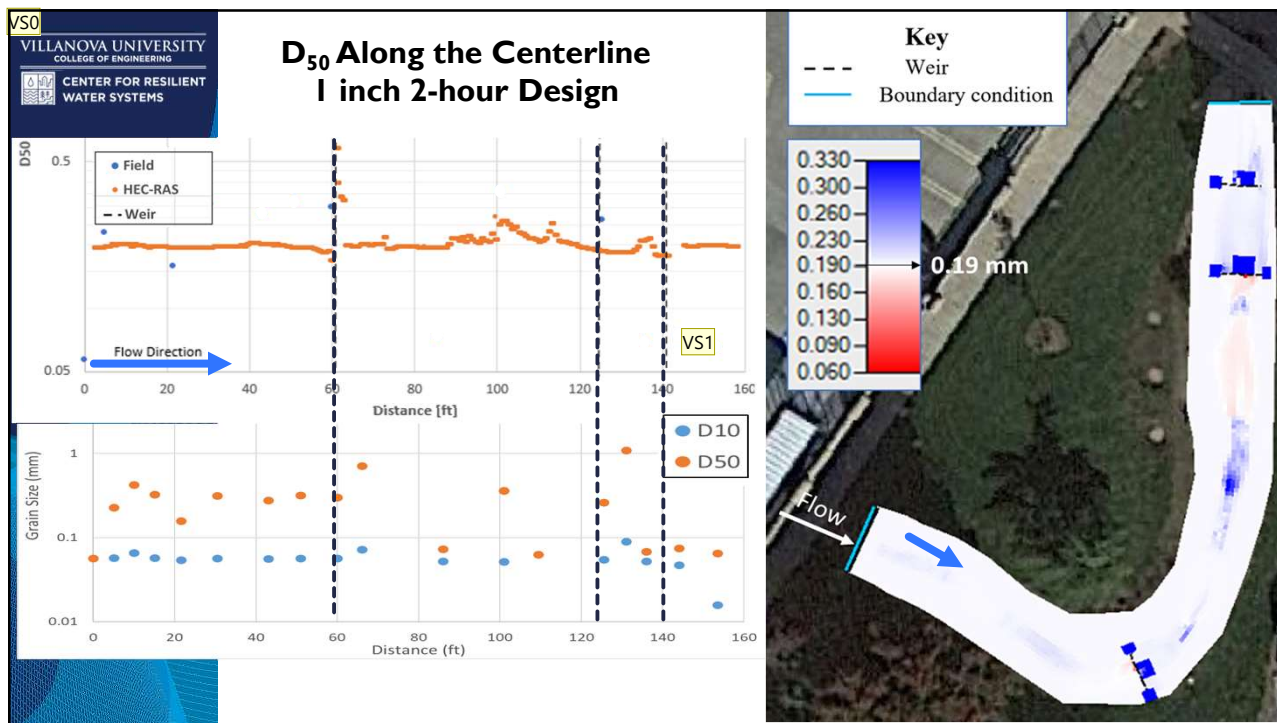 VS0
VILLANOVA UNIVERSITY
COLLEGE OF ENGINEERING
CENTER FOR RESILIENT
WATER SYSTEMS
D50 Along the Centerline
1 inch 2-hour Design
D50
0.5
0.05
Field
HEC-RAS
Weir
Flow Direction
VS1
0 20 40 60 80 100 120 140 160
Distance [ft]
D10
D50
Grain Size (mm)
1
0.1
0.01
0 20 40 60 80 100 120 140 160
Distance (ft)
Key
Weir
Boundary condition
0.330
0.300
0.260
0.230
0.190
0.160
0.130
0.090
0.060
0.19 mm
Flow